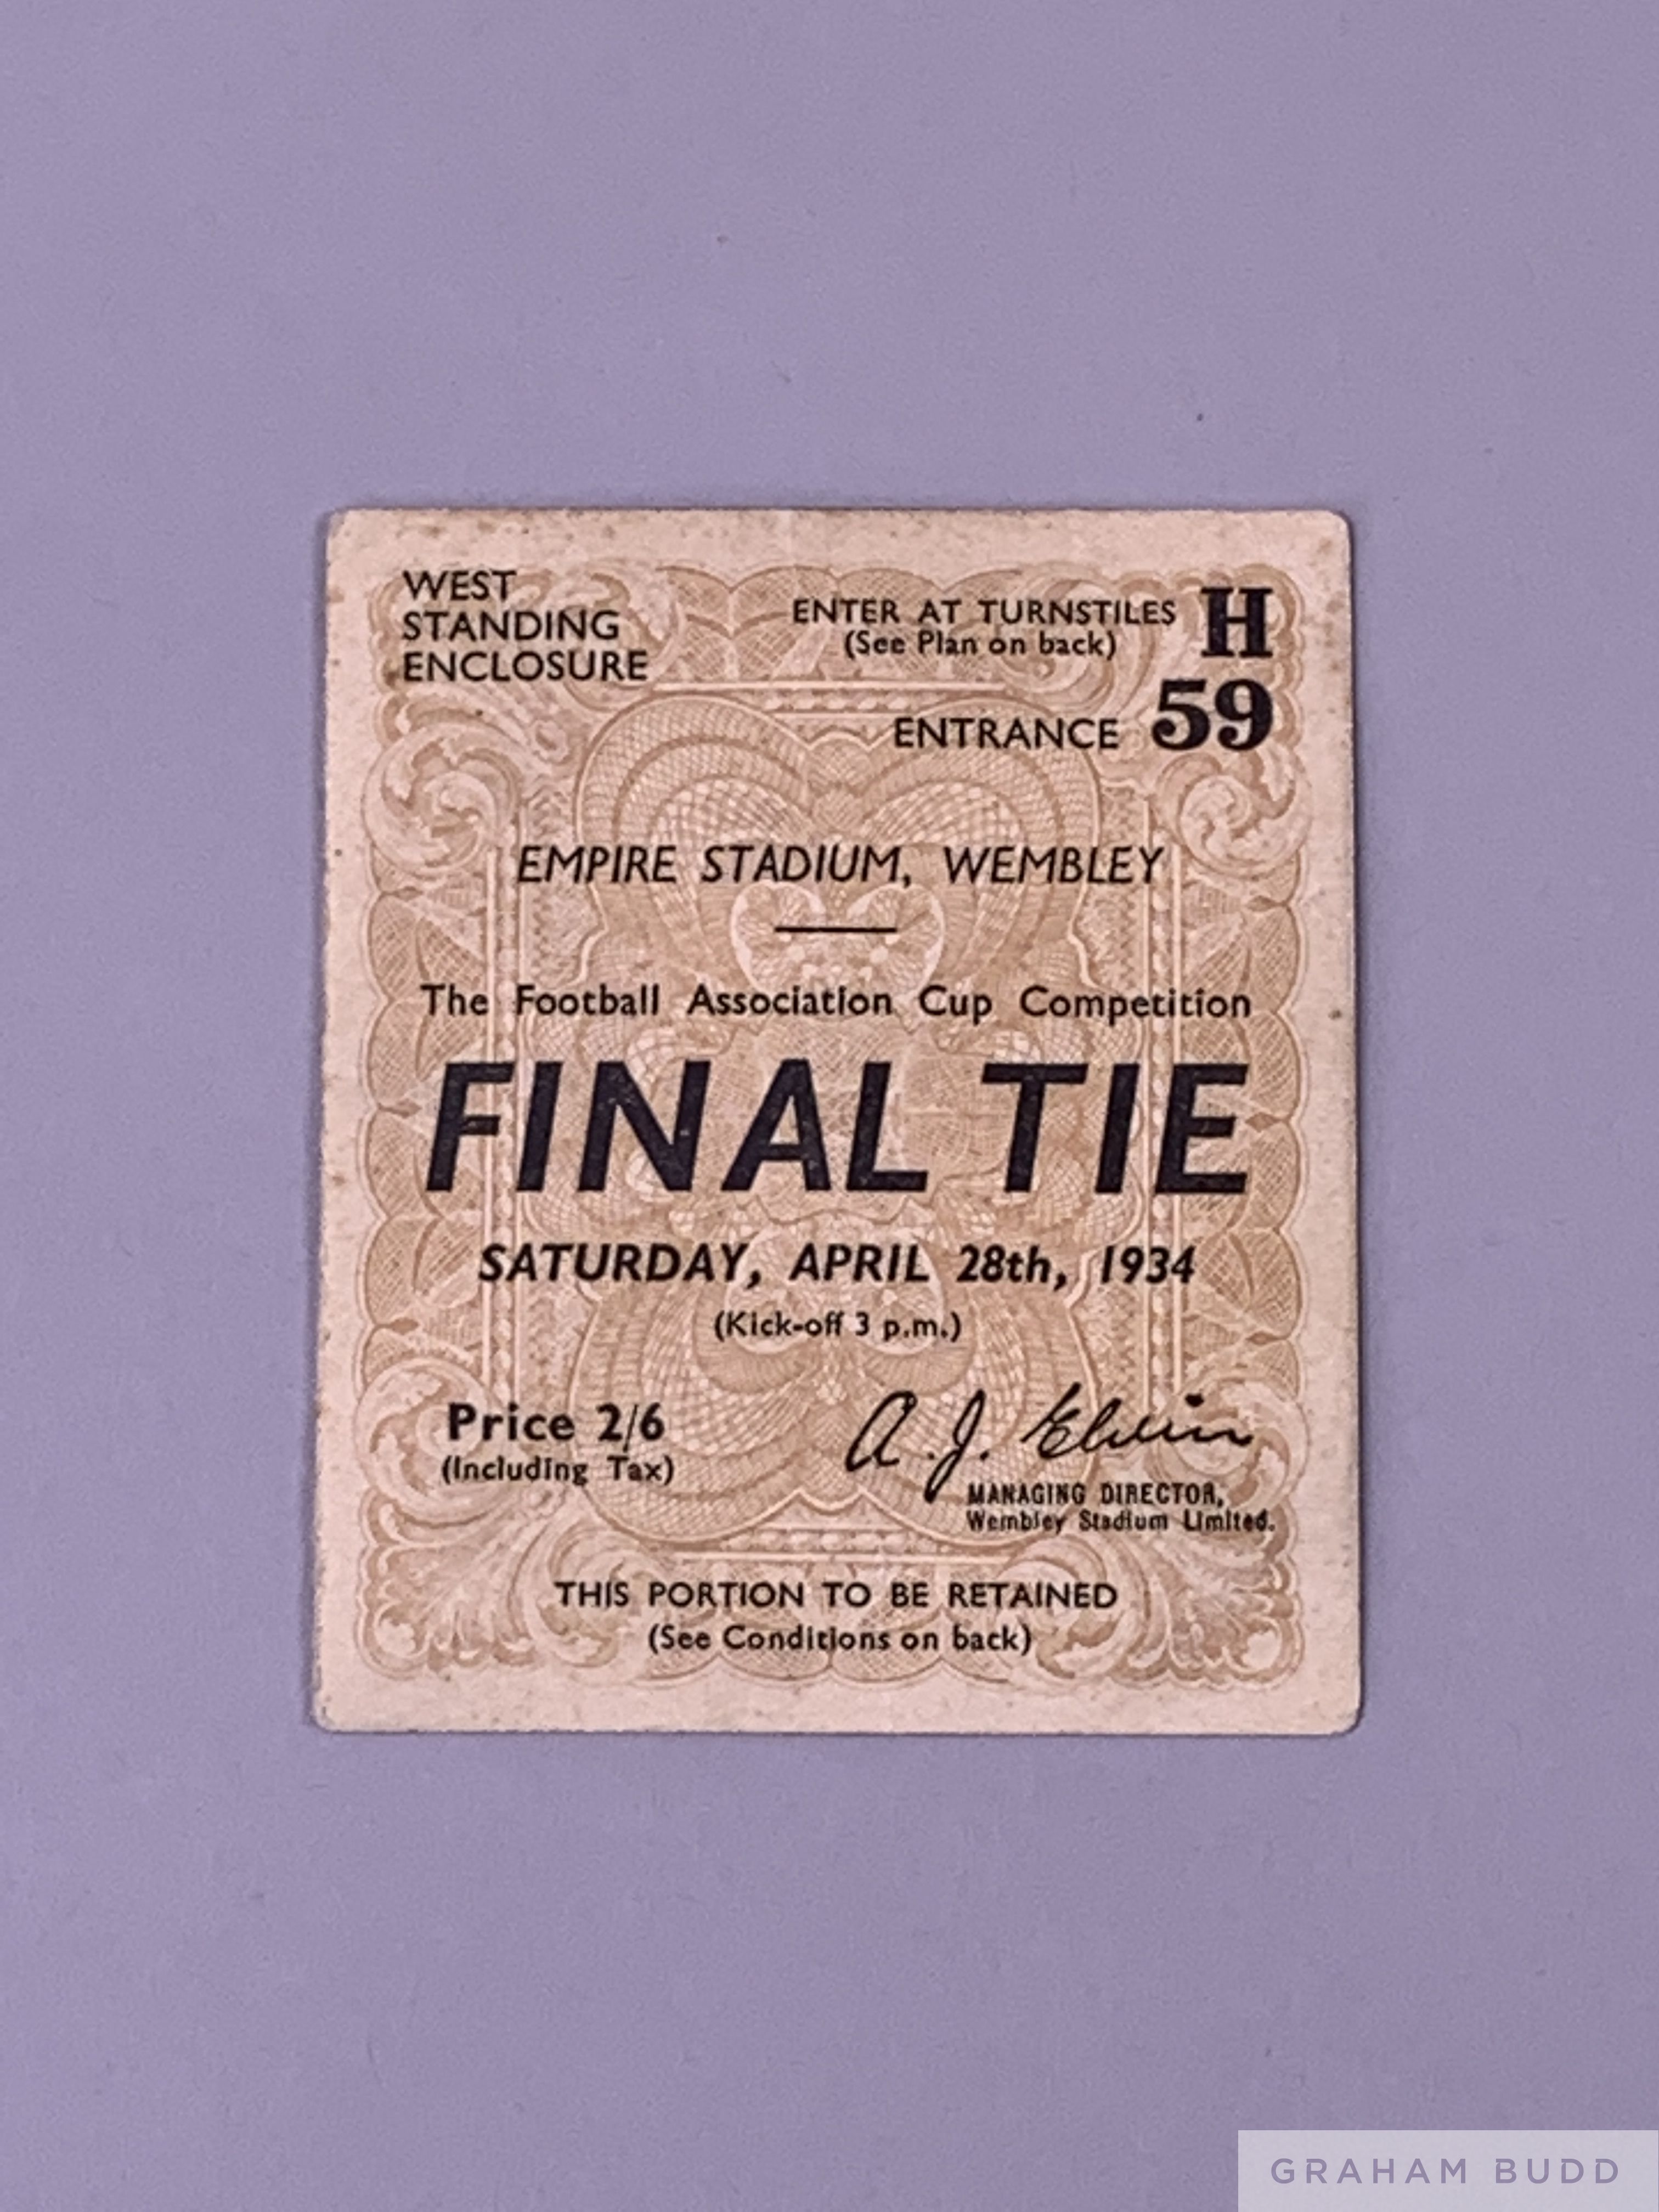 WEST
STANDING
ENCLOSURE
ENTER AT TURNSTILES H
(See Plan on back)
ENTRANCE 59
EMPIRE STADIUM, WEMBLEY
The Football Association Cup Competition
FINAL TIE
SATURDAY, APRIL 28th, 1934
(Kick-off 3 p.m.)
Price 2/6
(Including Tax)
A. J. Elvin
MANAGING DIRECTOR,
Wembley Stadium Limited.
THIS PORTION TO BE RETAINED
(See Conditions on back)
GRAHAM BUDD